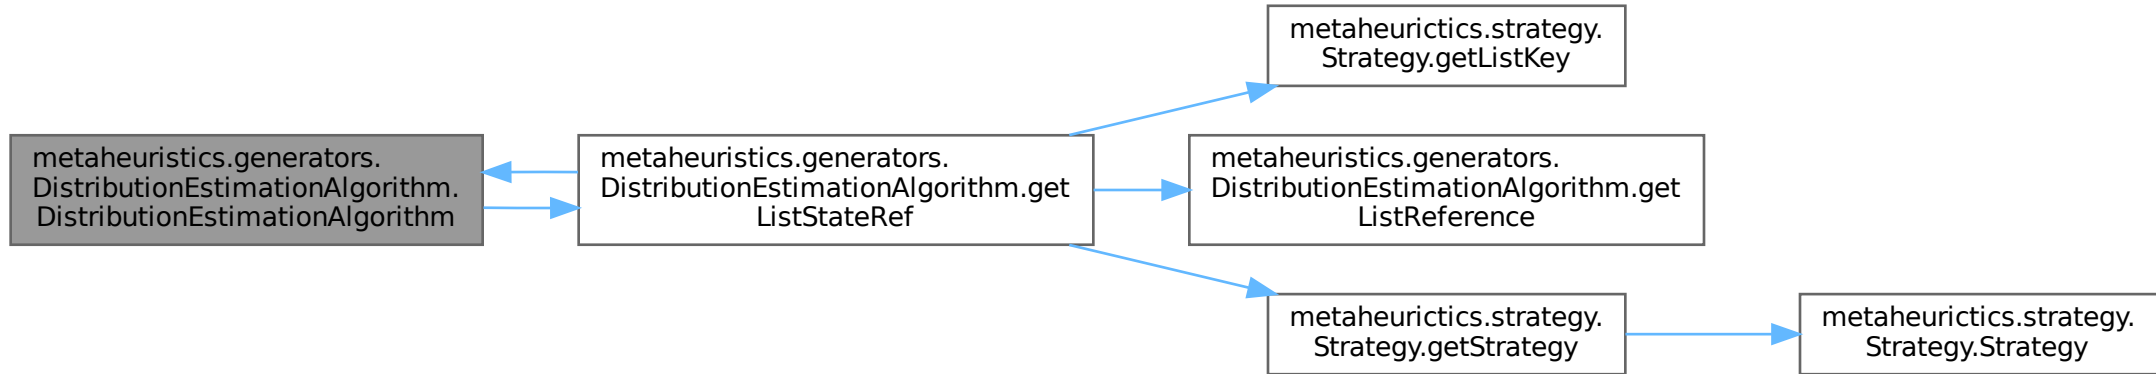 metaheuristics.generators.
DistributionEstimationAlgorithm.
DistributionEstimationAlgorithm
metaheuristics.generators.
DistributionEstimationAlgorithm.get
ListStateRef
metaheurictics.strategy.
Strategy.getListKey
metaheuristics.generators.
DistributionEstimationAlgorithm.get
ListReference
metaheurictics.strategy.
Strategy.getStrategy
metaheurictics.strategy.
Strategy.Strategy